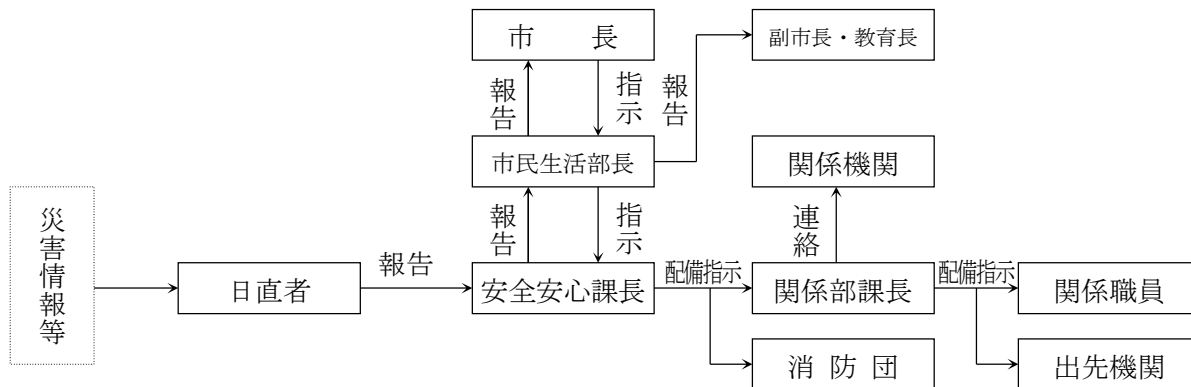 市　　長
副市長・教育長
報告
指示
報告
市民生活部長
関係機関
災害情報等
報告
指示
連絡
日直者
報告
安全安心課長
配備指示
関係部課長
配備指示
関係職員
消 防 団
出先機関